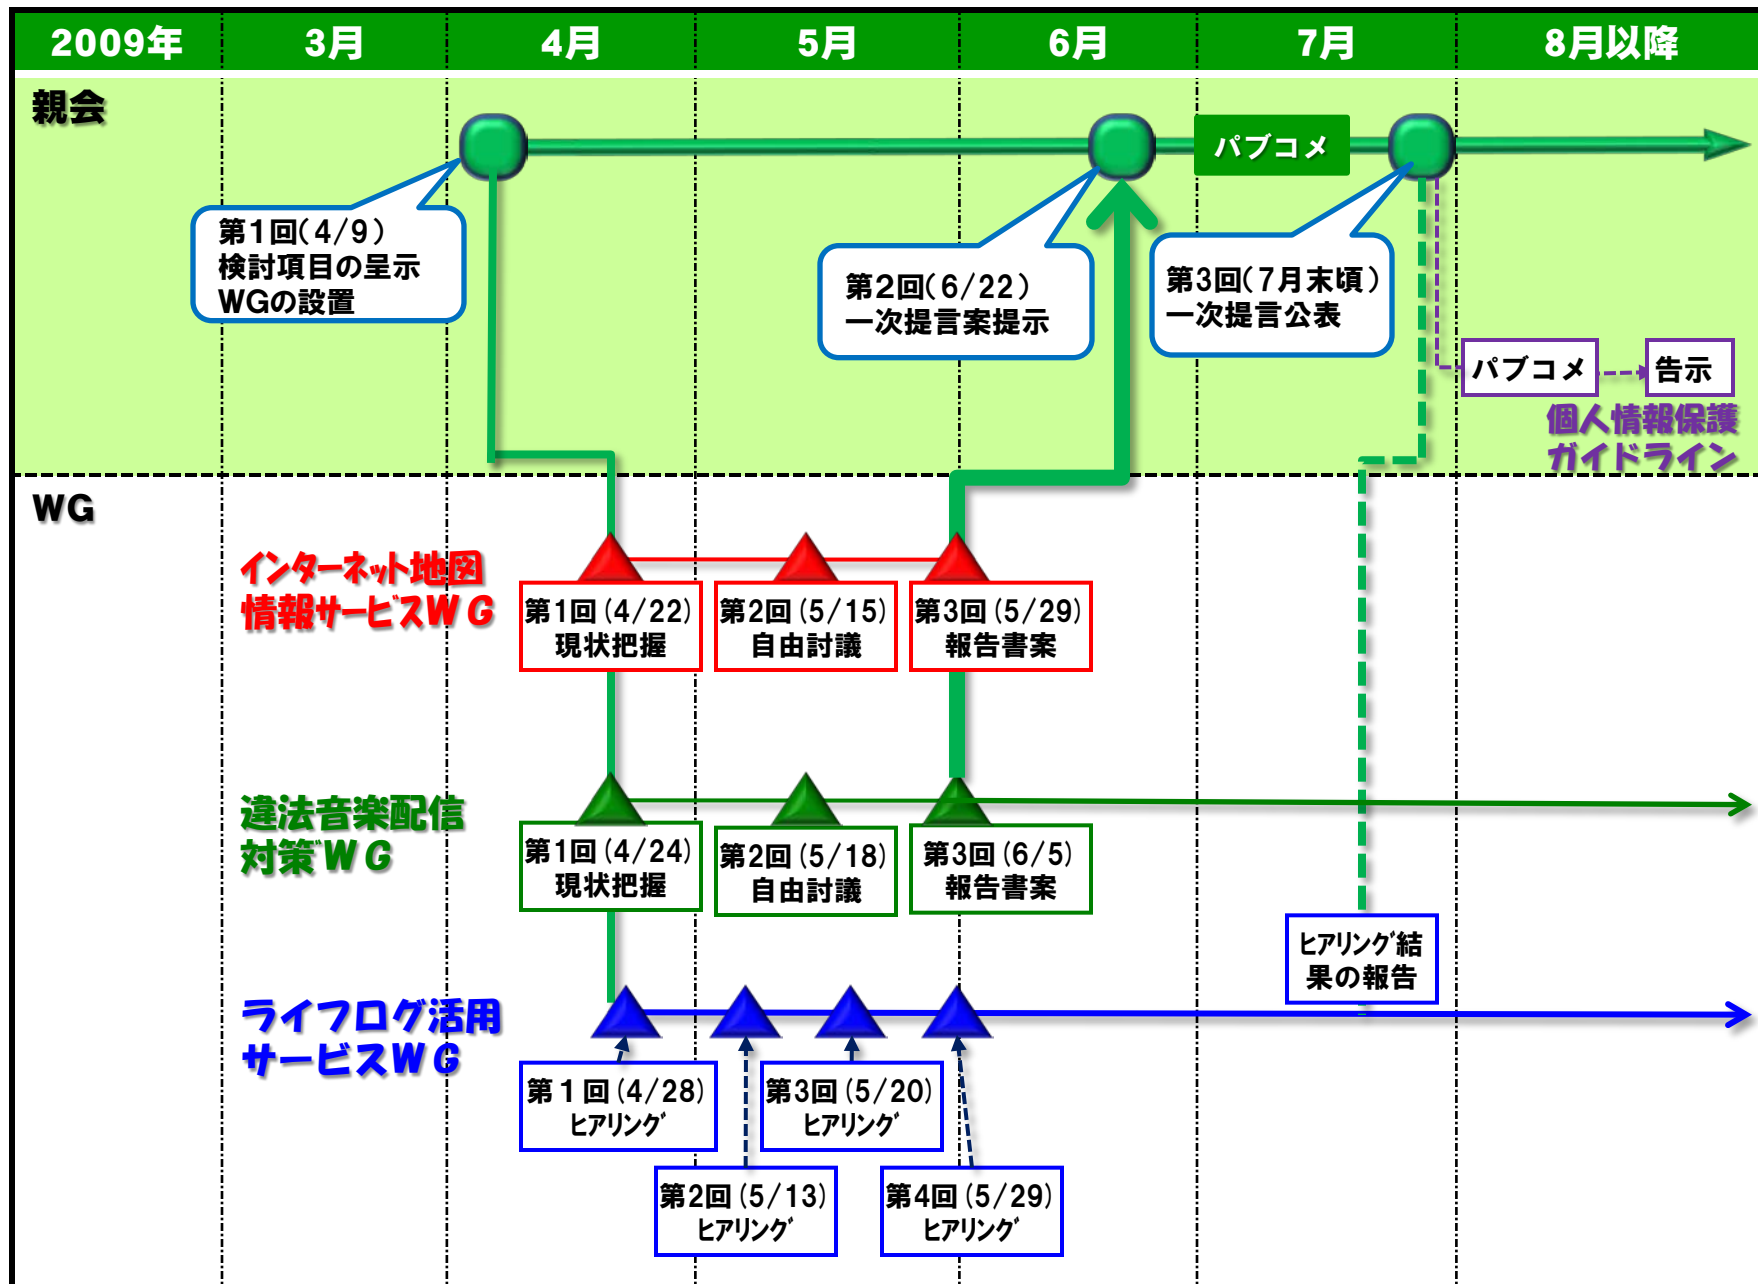 2009年 3月 4月 5月 6月 7月 8月以降
親会
パブコメ
第1回(4/9)
検討項目の呈示
WGの設置
第2回(6/22)
一次提言案提示
第3回(7月末頃)
一次提言公表
パブコメ
告示
個人情報保護
ガイドライン
WG
インターネット地図
情報サービスWG
第1回(4/22)
現状把握
第2回(5/15)
自由討議
第3回(5/29)
報告書案
違法音楽配信
対策WG
第1回(4/24)
現状把握
第2回(5/18)
自由討議
第3回(6/5)
報告書案
ヒアリング結
果の報告
ライフログ活用
サービスWG
第1回(4/28)
ヒアリング
第3回(5/20)
ヒアリング
第2回(5/13)
ヒアリング
第4回(5/29)
ヒアリング